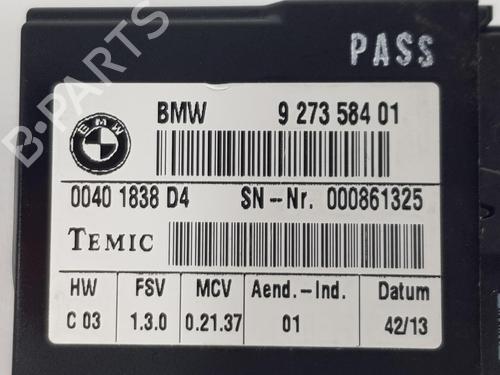 PASS
BMW 9 273 584 01
BMW
0040 1838 D4 SN-Nr. 000861325
TEMIC
HW FSV MCV Aend.-Ind. Datum
C 03 1.3.0 0.21.37 01 42/13
B-PARTS